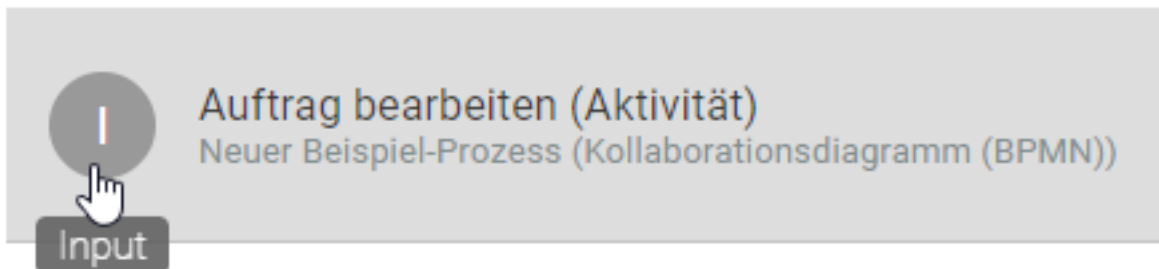 I
Auftrag bearbeiten (Aktivität)
Neuer Beispiel-Prozess (Kollaborationsdiagramm (BPMN))
Input